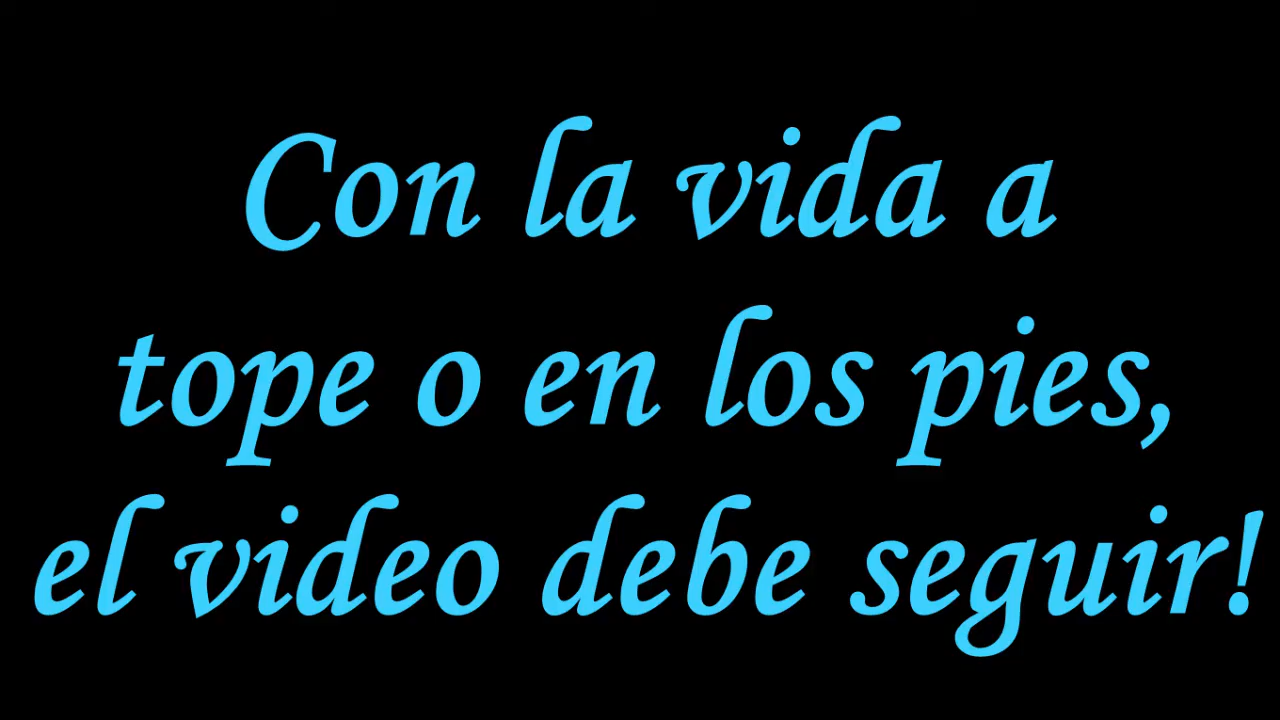 Con la vida a
tope o en los pies,
el video debe seguir!